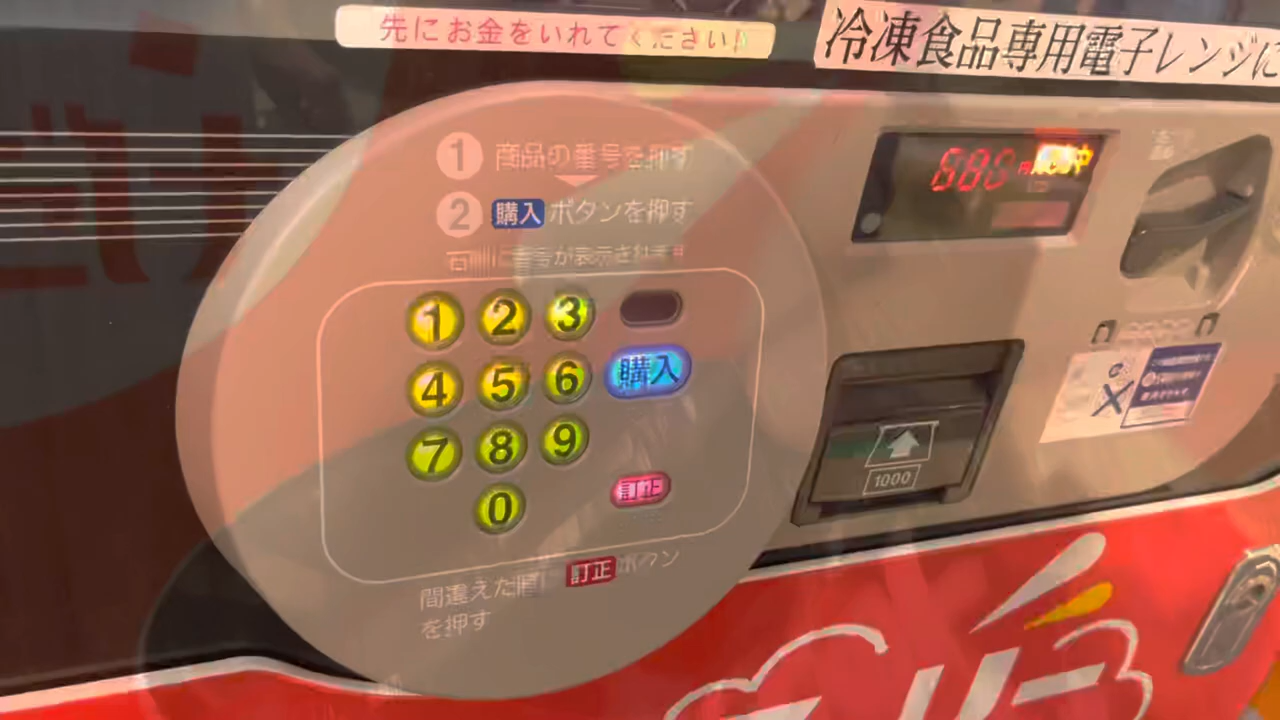 先にお金をいれてください!
冷凍食品専用電子レンジに
1 商品の番号を押す
2 購入 ボタンを押す
1 2 3
4 5 6 購入
7 8 9
0 訂正
間違えた 訂正 ボタン
を押す
1000